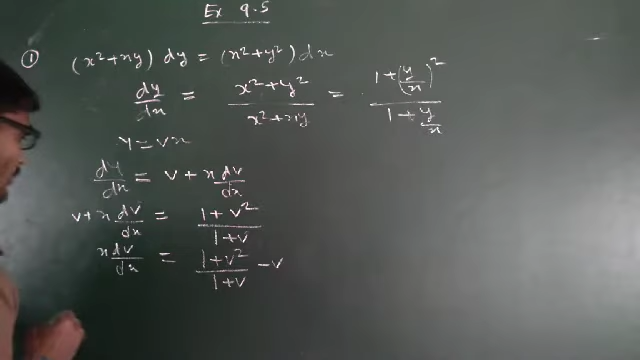 Ex 9.5
① (x²+xy) dy = (x²+y²) dx
dy/dx = (x²+y²)/(x²+xy) = (1+(y/x)²)/(1+y/x)
y = vx
dy/dx = v + x dv/dx
v+x dv/dx = (1+v²)/(1+v)
x dv/dx = (1+v²)/(1+v) - v